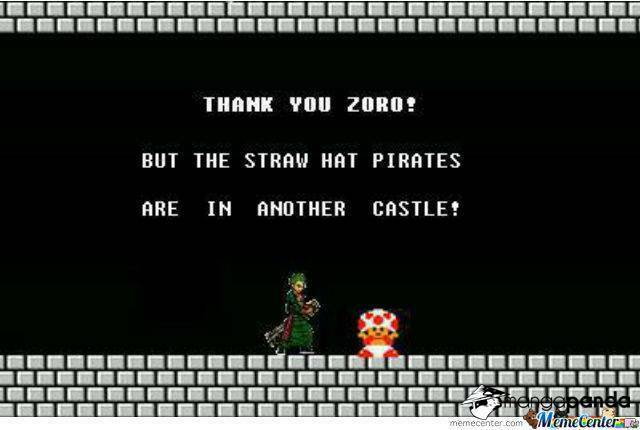 THANK YOU ZORO!
BUT THE STRAW HAT PIRATES
ARE IN ANOTHER CASTLE!
mangapanda
memecenter.com MemeCenter